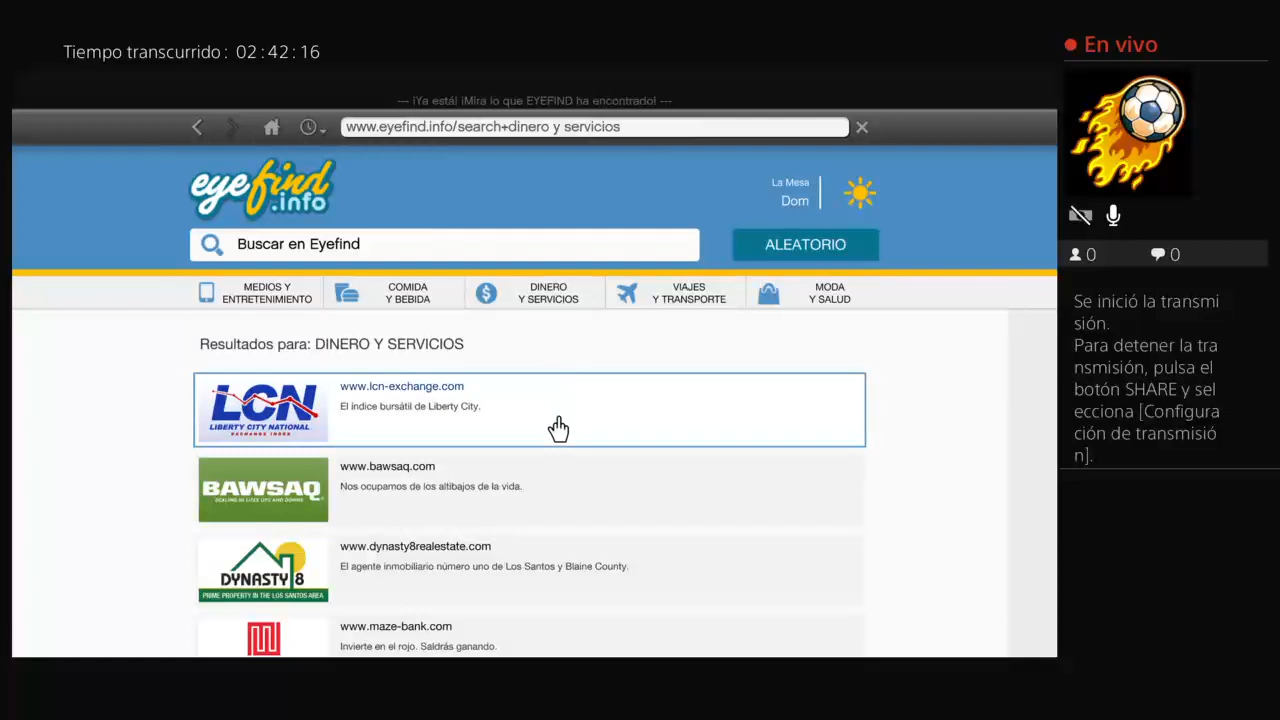 Tiempo transcurrido: 02:42:16
En vivo
--- ¡Ya está! ¡Mira lo que EYEFIND ha encontrado! ---
www.eyefind.info/search+dinero y servicios
eyefind
.info
La Mesa
Dom
Buscar en Eyefind
ALEATORIO
0
0
MEDIOS Y
ENTRETENIMIENTO
COMIDA
Y BEBIDA
DINERO
Y SERVICIOS
VIAJES
Y TRANSPORTE
MODA
Y SALUD
Se inició la transmi
sión.
Para detener la tra
nsmisión, pulsa el
botón SHARE y sel
ecciona [Configura
ción de transmisió
n].
Resultados para: DINERO Y SERVICIOS
LCN
LIBERTY CITY NATIONAL
EXCHANGE INDEX
www.lcn-exchange.com
El índice bursátil de Liberty City.
BAWSAQ
DEALING IN LIFES UPS AND DOWNS
www.bawsaq.com
Nos ocupamos de los altibajos de la vida.
DYNASTY 8
PRIME PROPERTY IN THE LOS SANTOS AREA
www.dynasty8realestate.com
El agente inmobiliario número uno de Los Santos y Blaine County.
www.maze-bank.com
Invierte en el rojo. Saldrás ganando.